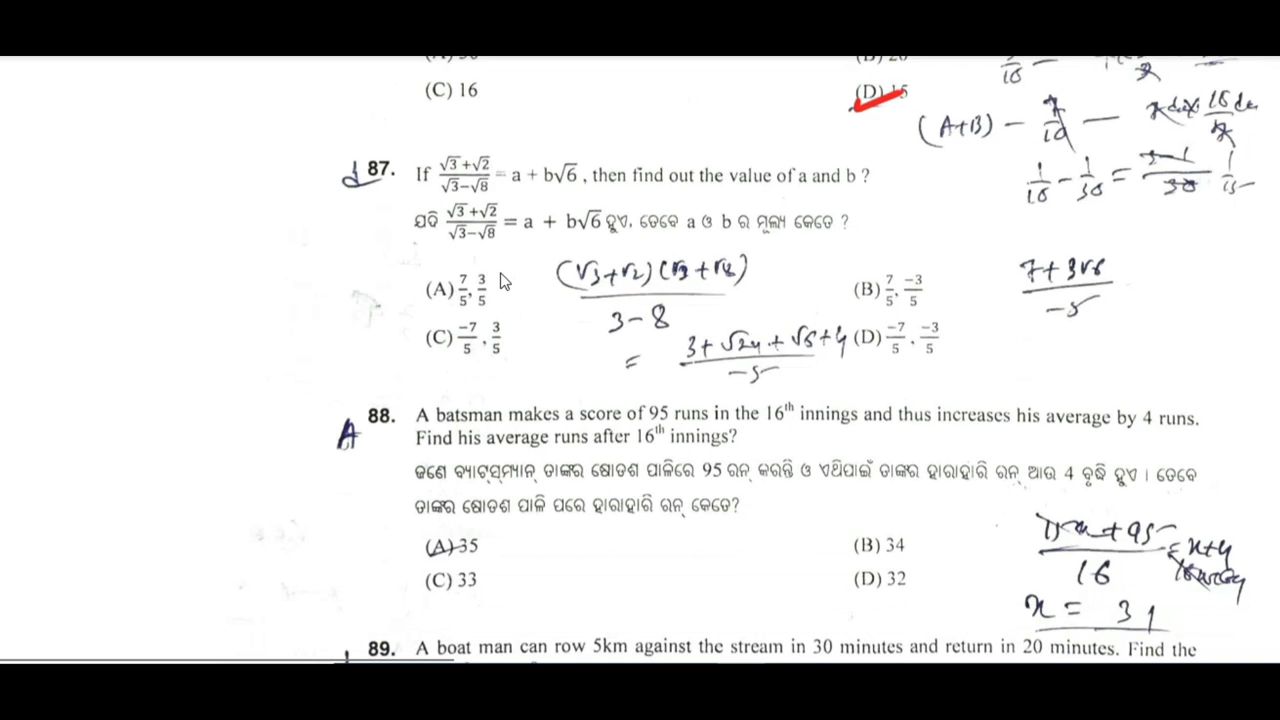 (C) 16
(D) 15
(A+B) -
1/10 - 1/30 =
87. If (√3+√2)/(√3-√8) = a + b√6, then find out the value of a and b ?
ଯଦି (√3+√2)/(√3-√8) = a + b√6 ହୁଏ, ତେବେ a ଓ b ର ମୂଲ୍ୟ କେତେ ?
(A) 7/5, 3/5
(B) 7/5, -3/5
(√3+√2)(√3+√8)/(3-8)
7+3√6/-5
(C) -7/5, 3/5
(D) -7/5, -3/5
= 3+√24+√6+4/-5
88. A batsman makes a score of 95 runs in the 16th innings and thus increases his average by 4 runs.
Find his average runs after 16th innings?
A
ଜଣେ ବ୍ୟାଟ୍ସ୍‌ମ୍ୟାନ୍ ତାଙ୍କର ଷୋଡଶ ପାଳିରେ 95 ରନ୍ କରନ୍ତି ଓ ଏଥିପାଇଁ ତାଙ୍କର ହାରାହାରି ରନ୍ ଆଉ 4 ବୃଦ୍ଧି ହୁଏ । ତେବେ
ତାଙ୍କର ଷୋଡଶ ପାଳି ପରେ ହାରାହାରି ରନ୍ କେତେ?
(A) 35
(B) 34
(C) 33
(D) 32
15x+95/16 = x+4
x = 31
89. A boat man can row 5km against the stream in 30 minutes and return in 20 minutes. Find the